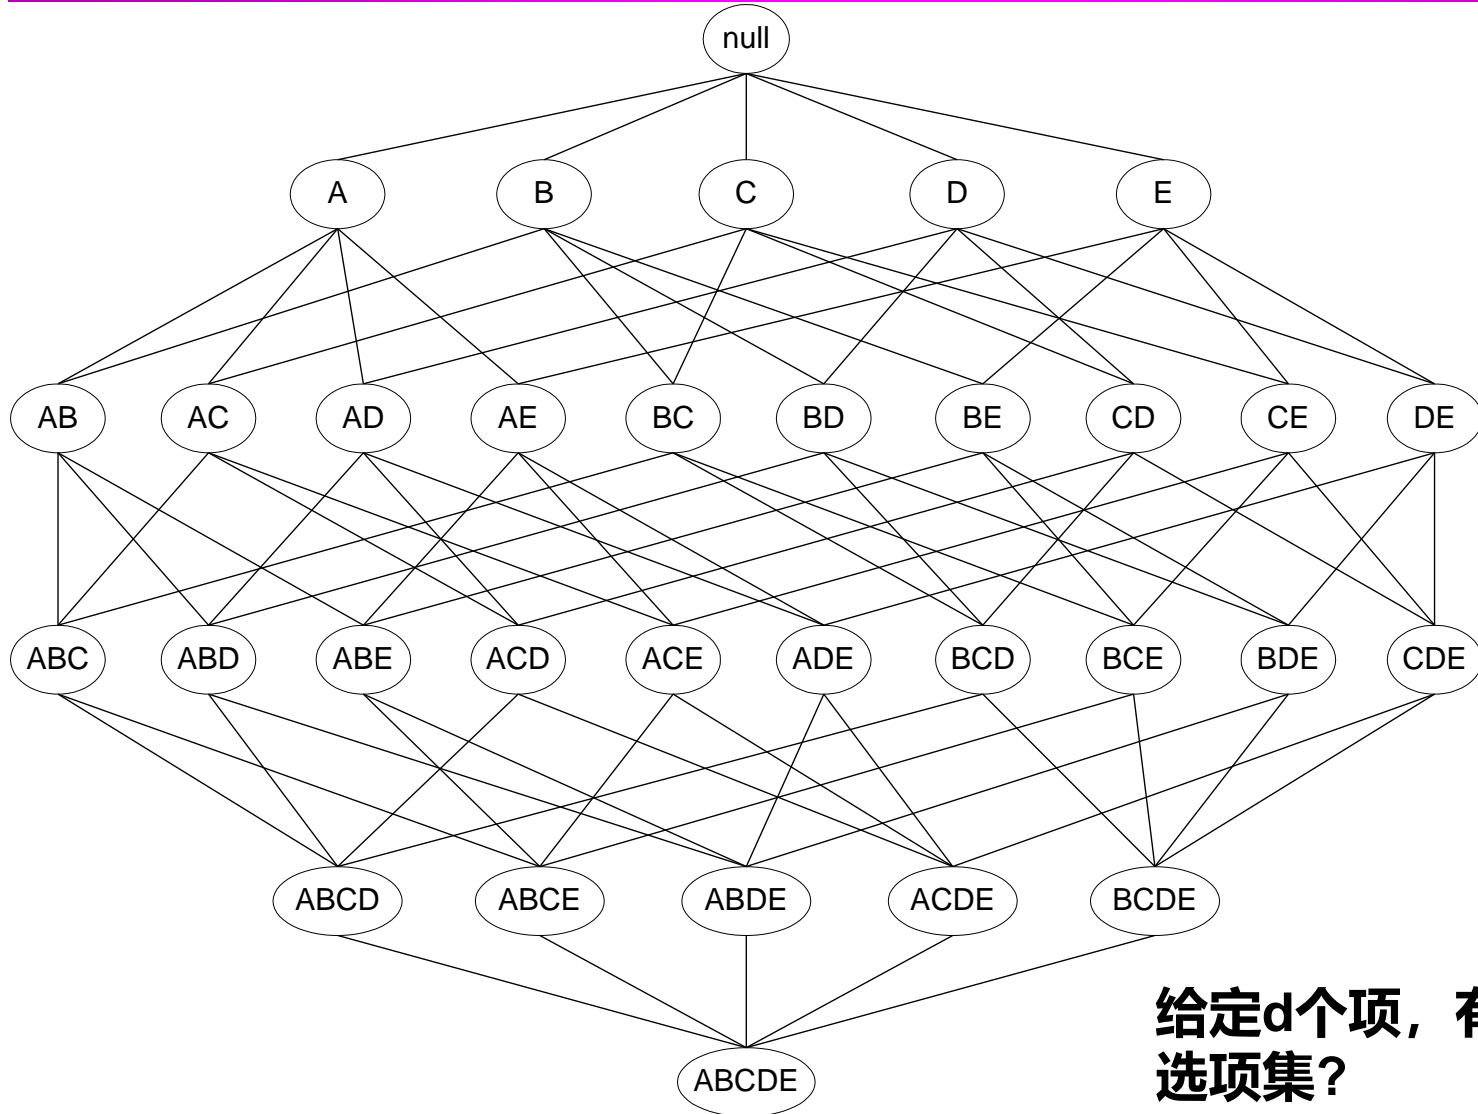 null
A B C D E
AB AC AD AE BC BD BE CD CE DE
ABC ABD ABE ACD ACE ADE BCD BCE BDE CDE
ABCD ABCE ABDE ACDE BCDE
给定d个项，
选项集?
ABCDE